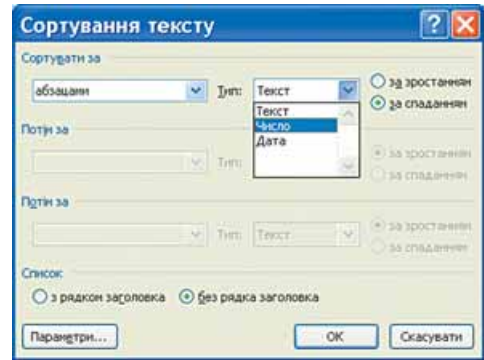 Сортування тексту
Сортувати за
абзацами Тип: Текст за зростанням
за спаданням
Текст
Число
Дата
Потім за
Тип: за зростанням
за спаданням
Потім за
Тип: Текст за зростанням
за спаданням
Список
з рядком заголовка без рядка заголовка
Параметри... ОК Скасувати